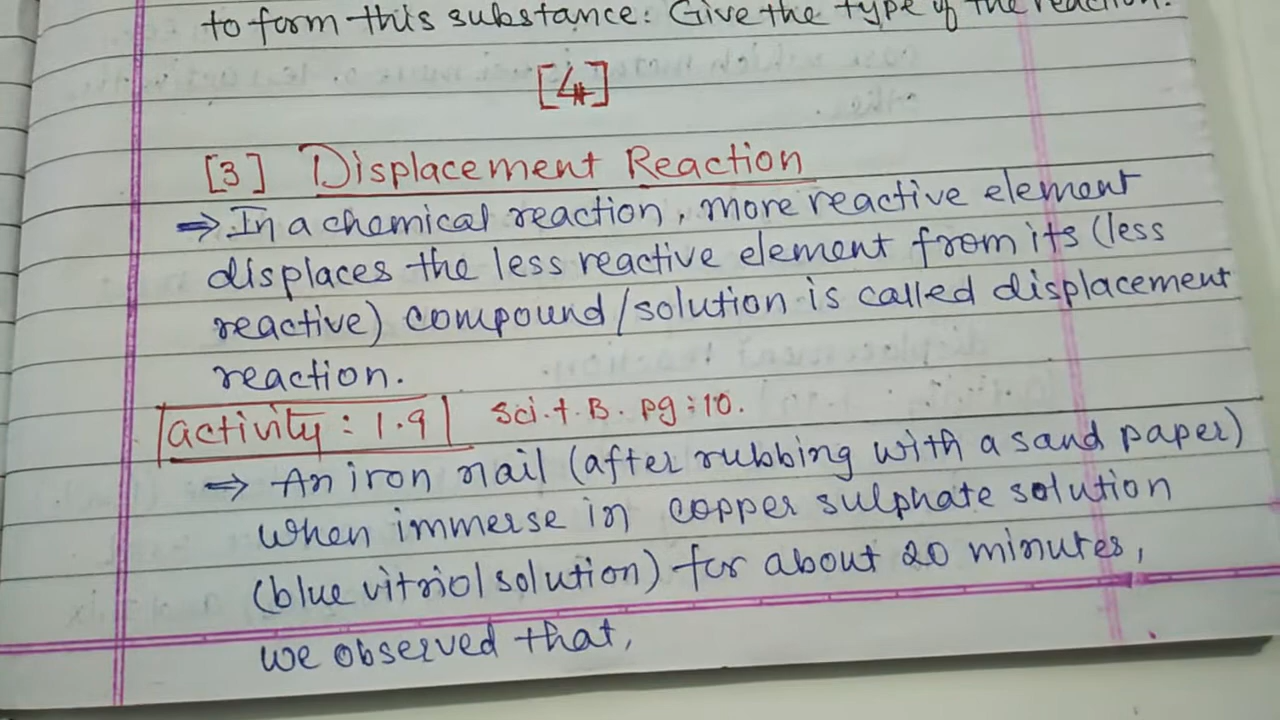 to form this substance. Give the type of the reaction.
[4]
[3] Displacement Reaction
⇒ In a chemical reaction, more reactive element
displaces the less reactive element from its (less
reactive) compound/solution is called displacement
reaction.
activity : 1.9 sci. t. B. pg : 10.
⇒ An iron nail (after rubbing with a sand paper)
when immerse in copper sulphate solution
(blue vitriol solution) for about 20 minutes,
we observed that,